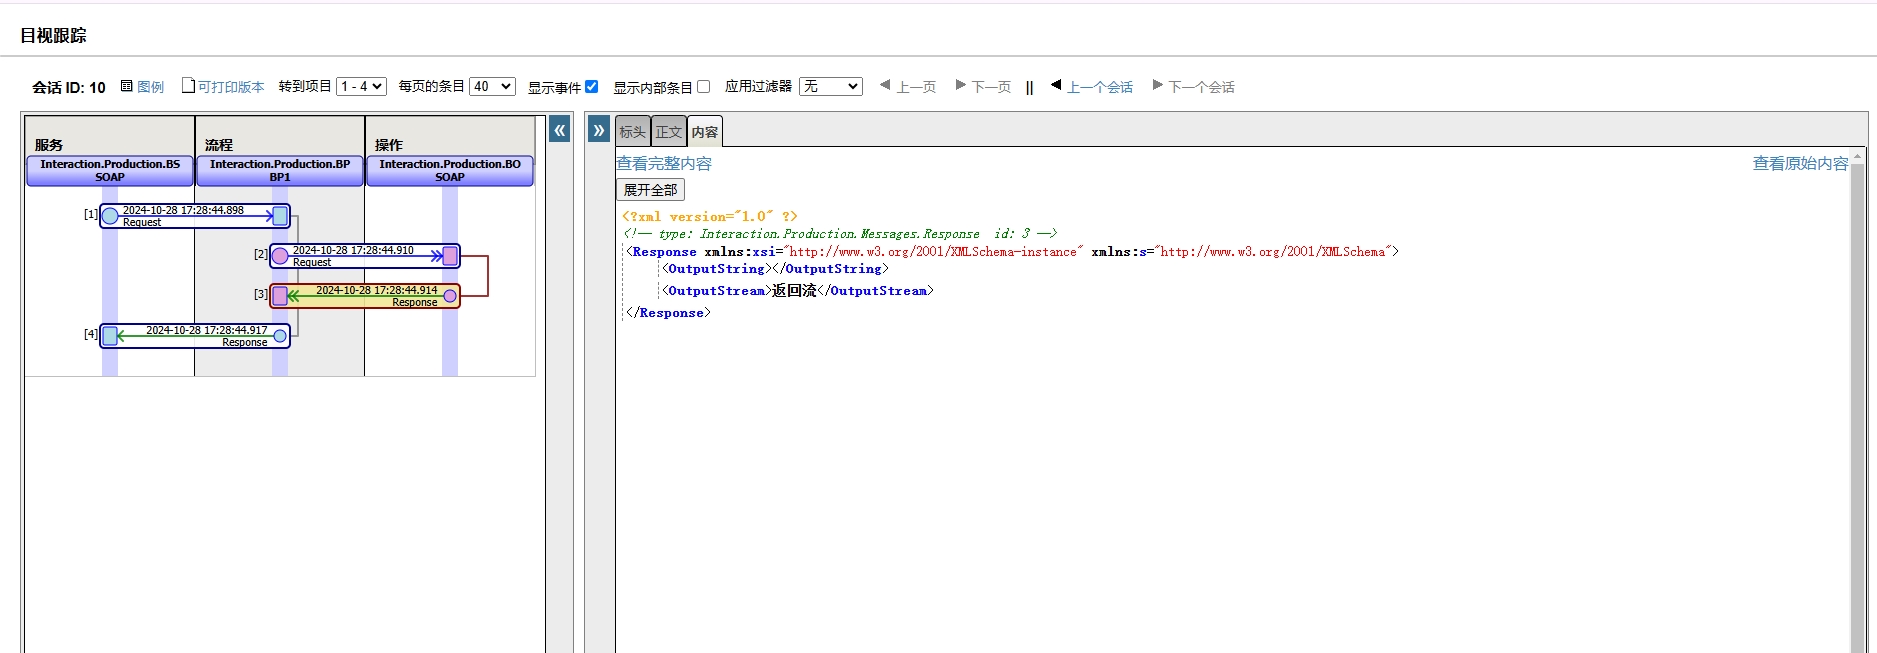 目视跟踪
会话 ID: 10 图例 可打印版本 转到项目 1 - 4 每页的条目 40 显示事件 显示内部条目 应用过滤器 无 上一页 下一页 || 上一个会话 下一个会话
服务 流程 操作
Interaction.Production.BS SOAP
Interaction.Production.BP BP1
Interaction.Production.BO SOAP
[1] 2024-10-28 17:28:44.898
Request
[2] 2024-10-28 17:28:44.910
Request
[3] 2024-10-28 17:28:44.914
Response
[4] 2024-10-28 17:28:44.917
Response
« »
标头 正文 内容
查看完整内容 查看原始内容
展开全部
<?xml version="1.0" ?>
<!-- type: Interaction.Production.Messages.Response  id: 3 -->
<Response xmlns:xsi="http://www.w3.org/2001/XMLSchema-instance" xmlns:s="http://www.w3.org/2001/XMLSchema">
<OutputString></OutputString>
<OutputStream>返回流</OutputStream>
</Response>